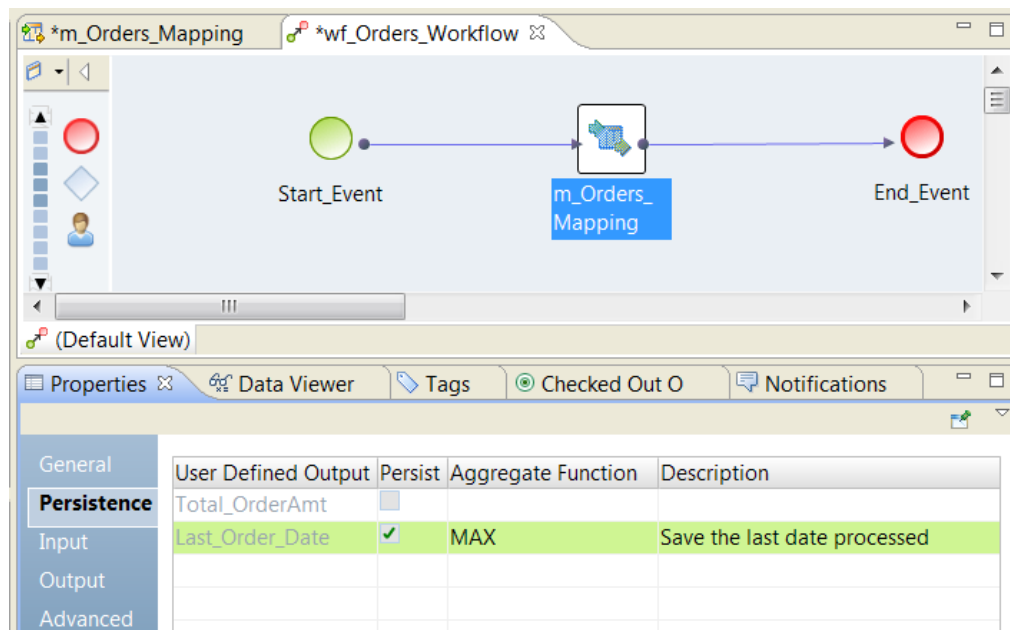 *m_Orders_Mapping
*wf_Orders_Workflow
Start_Event
m_Orders_
Mapping
End_Event
(Default View)
Properties
Data Viewer
Tags
Checked Out O
Notifications
General
Persistence
Input
Output
Advanced
User Defined Output Persist Aggregate Function Description
Total_OrderAmt
Last_Order_Date MAX Save the last date processed